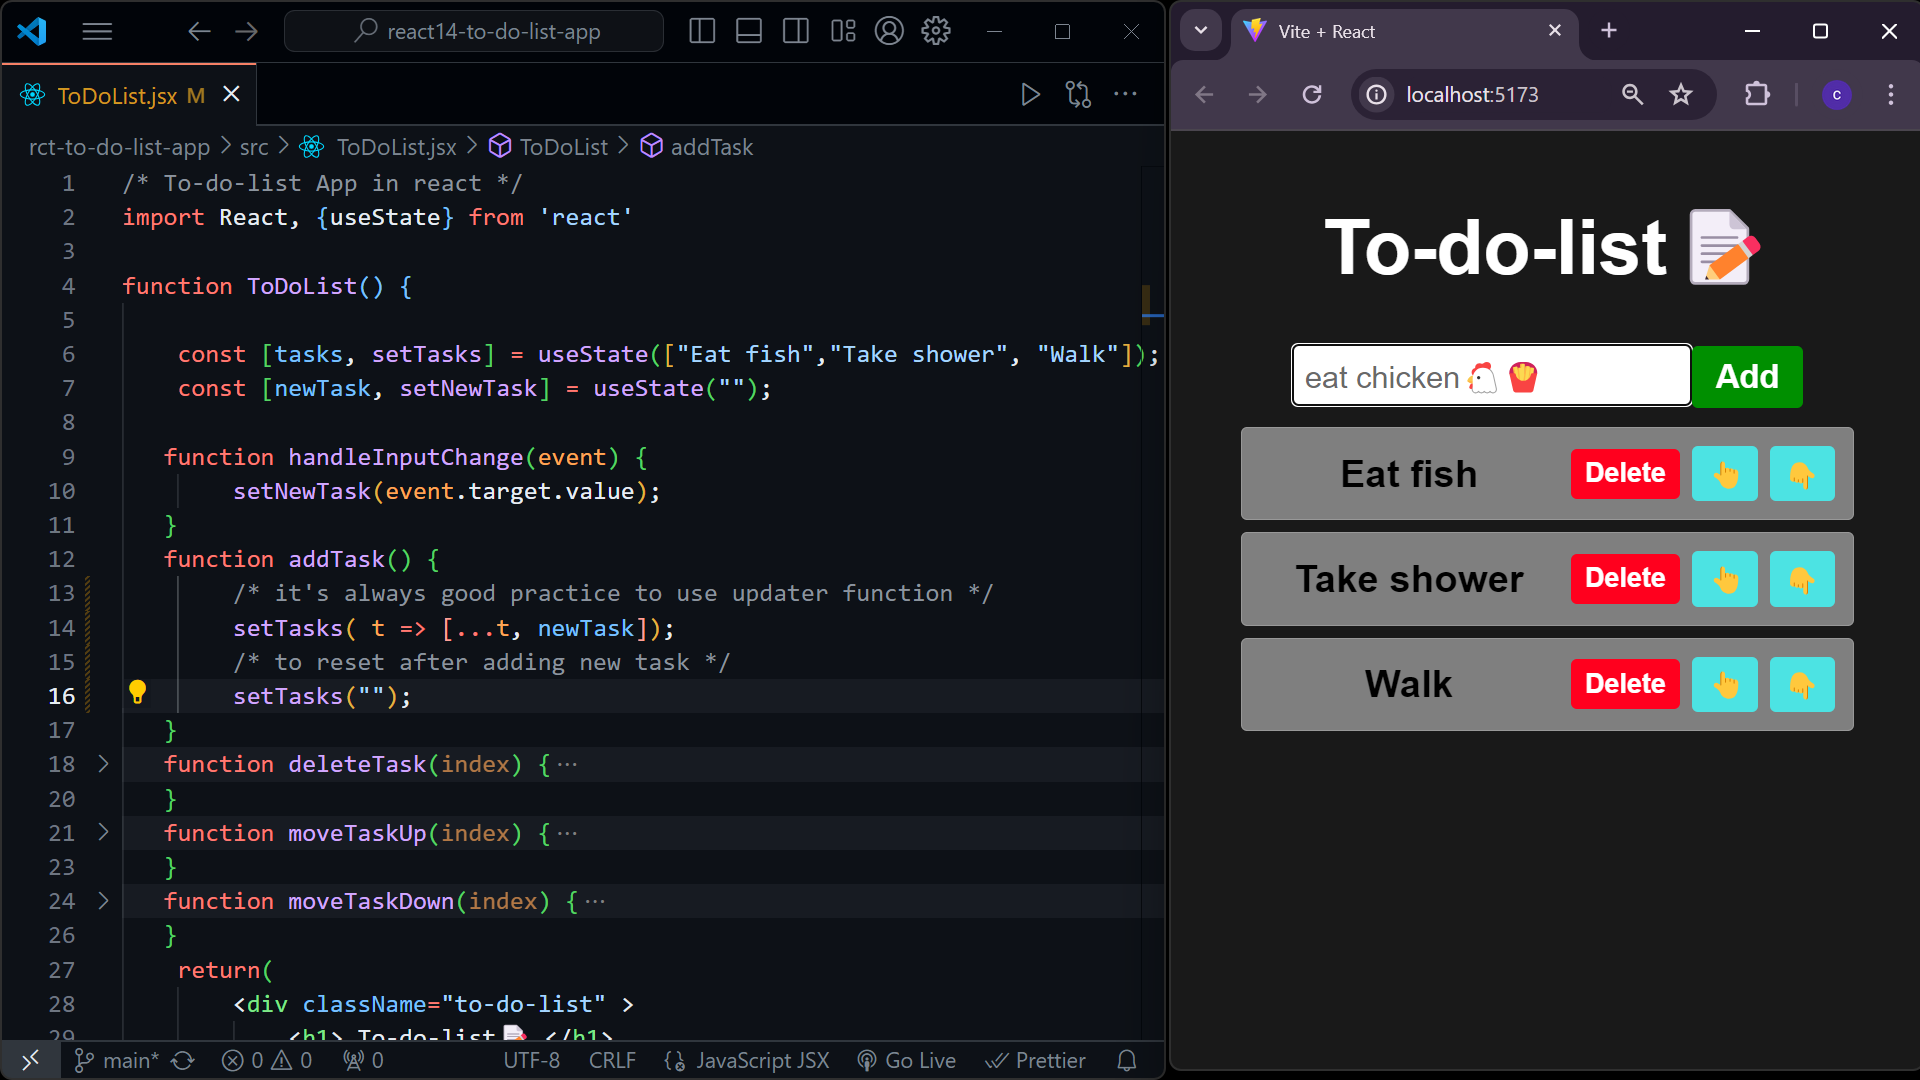 react14-to-do-list-app
ToDoList.jsx M
rct-to-do-list-app > src > ToDoList.jsx > ToDoList > addTask
1 /* To-do-list App in react */
2 import React, {useState} from 'react'
3
4 function ToDoList() {
5
6 const [tasks, setTasks] = useState(["Eat fish","Take shower", "Walk"]);
7 const [newTask, setNewTask] = useState("");
8
9 function handleInputChange(event) {
10 setNewTask(event.target.value);
11 }
12 function addTask() {
13 /* it's always good practice to use updater function */
14 setTasks( t => [...t, newTask]);
15 /* to reset after adding new task */
16 setTasks("");
17 }
18 function deleteTask(index) {···
20 }
21 function moveTaskUp(index) {···
23 }
24 function moveTaskDown(index) {···
26 }
27 return(
28 <div className="to-do-list" >
29 <h1> To-do-list📝 </h1>
main* 0 0 0 UTF-8 CRLF {} JavaScript JSX Go Live Prettier
Vite + React
localhost:5173 c
To-do-list 📝
eat chicken 🐔🍟 Add
Eat fish Delete 👆 👇
Take shower Delete 👆 👇
Walk Delete 👆 👇